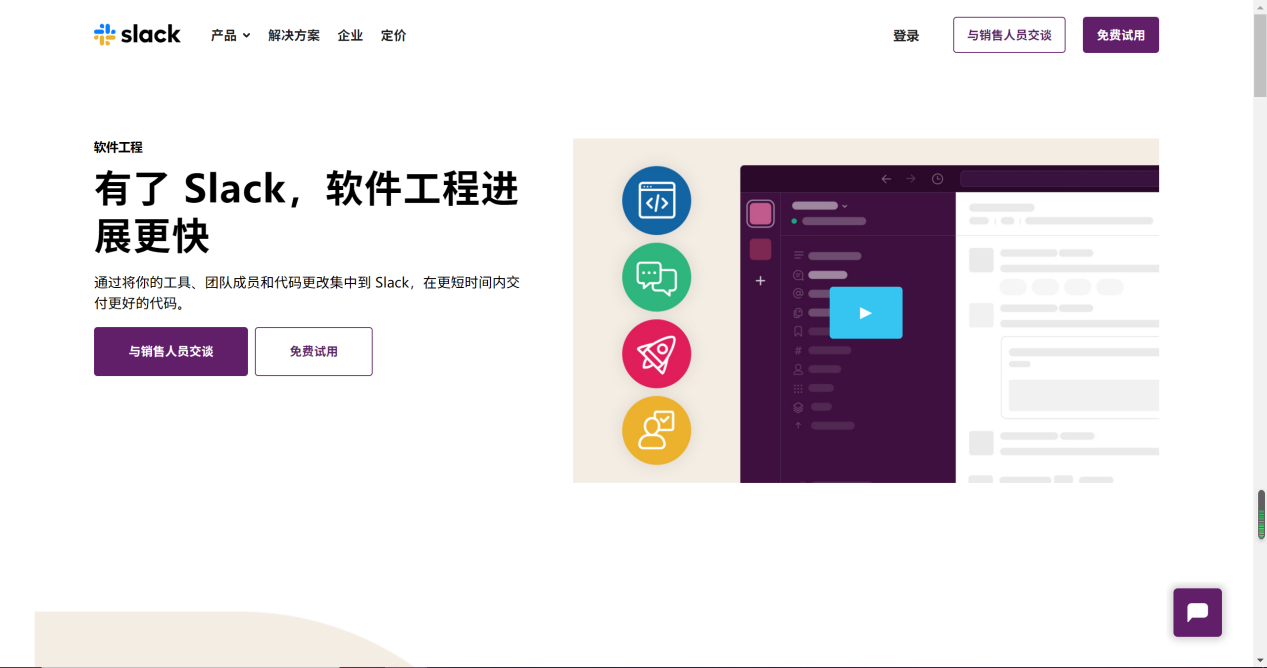 slack 产品 解决方案 企业 定价 登录 与销售人员交谈 免费试用
软件工程
有了 Slack，软件工程进
展更快
通过将你的工具、团队成员和代码更改集中到 Slack，在更短时间内交
付更好的代码。
与销售人员交谈 免费试用